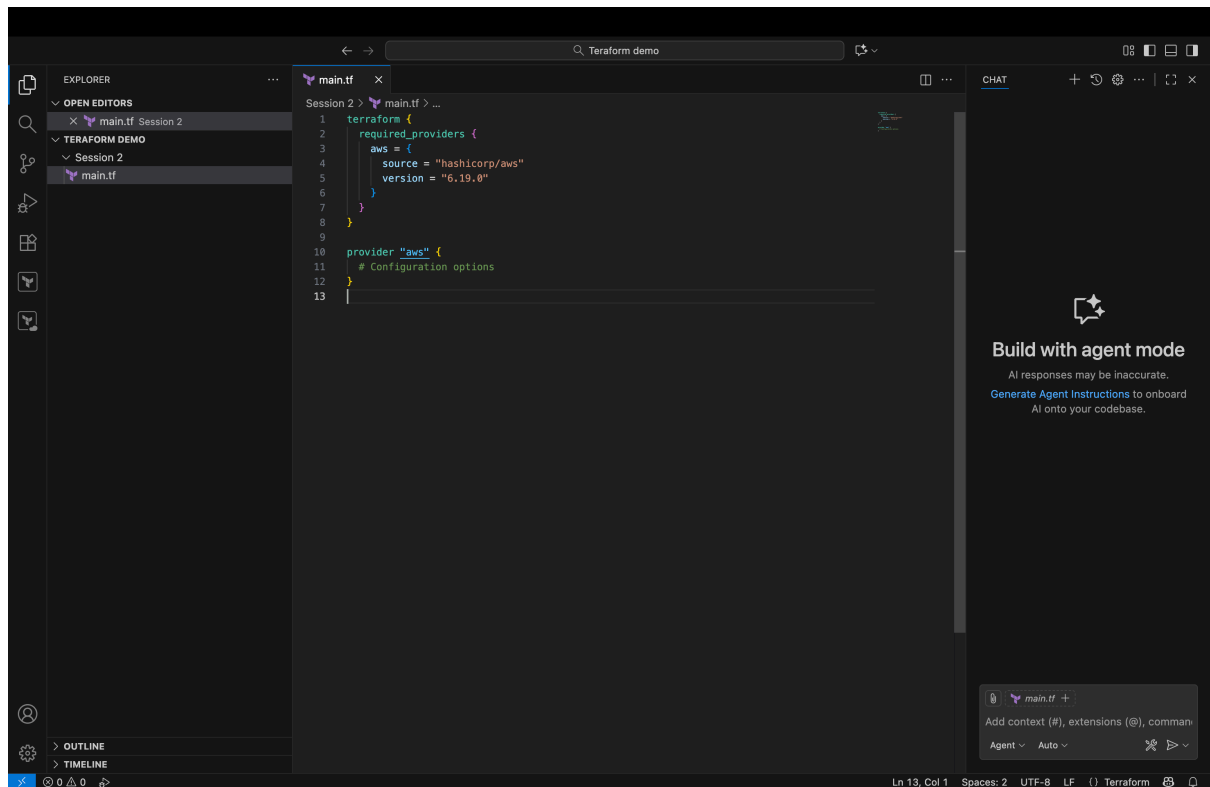 Terraform demo
EXPLORER
OPEN EDITORS
main.tf Session 2
TERAFORM DEMO
Session 2
main.tf
OUTLINE
TIMELINE
main.tf
Session 2 > main.tf > ...
1 terraform {
2 required_providers {
3 aws = {
4 source = "hashicorp/aws"
5 version = "6.19.0"
6 }
7 }
8 }
9
10 provider "aws" {
11 # Configuration options
12 }
13
CHAT
Build with agent mode
AI responses may be inaccurate.
Generate Agent Instructions to onboard
AI onto your codebase.
main.tf +
Add context (#), extensions (@), comman
Agent Auto
0 0
Ln 13, Col 1 Spaces: 2 UTF-8 LF {} Terraform